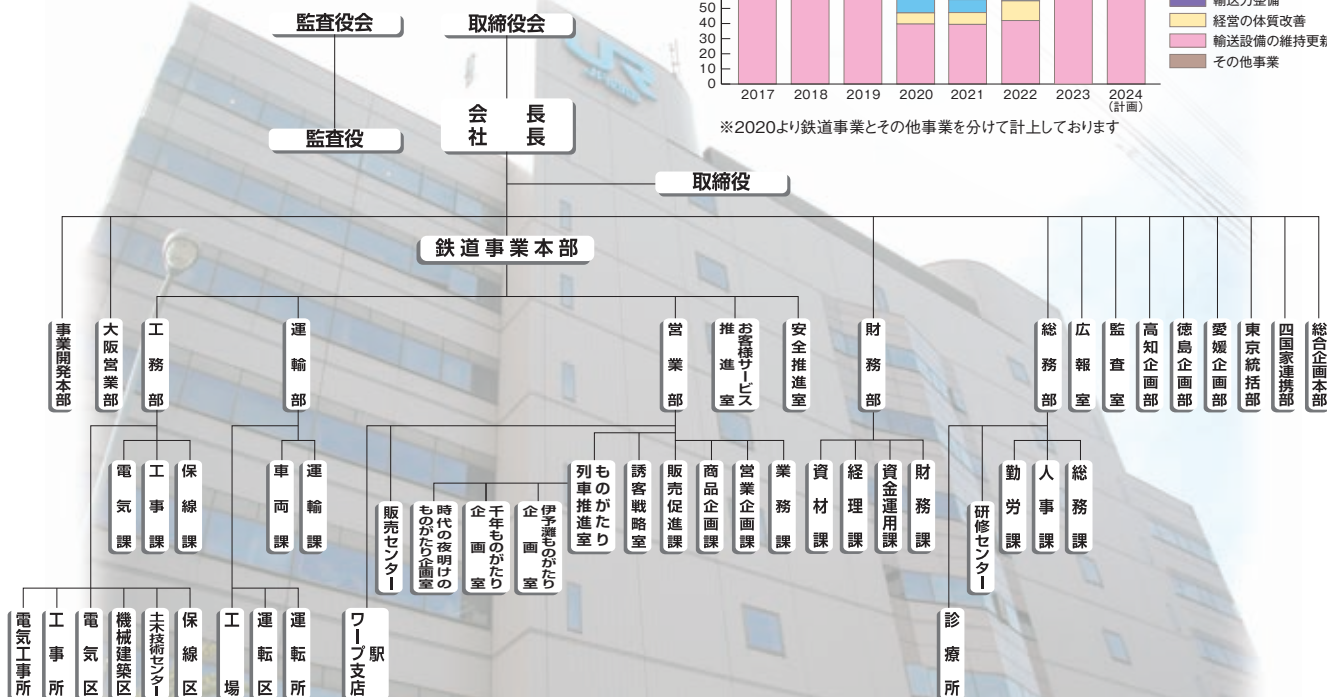 監査役会
取締役会
監査役
会長
社長
取締役
50
40
30
20
10
0
2017
2018
2019
2020
2021
2022
2023
2024
(計画)
輸送力整備
経営の体質改善
輸送設備の維持更新
その他事業
※2020より鉄道事業とその他事業を分けて計上しております
鉄道事業本部
事業開発本部
大阪営業部
工務部
運輸部
営業部
お客様サービス
推進室
安全推進室
財務部
総務部
広報室
監査室
高知企画部
徳島企画部
愛媛企画部
東京統括部
四国家連携部
総合企画本部
電気課
工事課
保線課
車両課
運輸課
販売センター
時代の夜明けの
ものがたり企画室
千年ものがたり
企画室
伊予灘ものがたり
企画室
ものがたり
列車推進室
誘客戦略室
販売促進課
商品企画課
営業企画課
業務課
資材課
経理課
資金運用課
財務課
研修センター
勤労課
人事課
総務課
電気工事所
工事所
電気区
機械建築区
土木技術センター
保線区
工場
運転区
運転所
駅
ワープ支店
診療所
JR